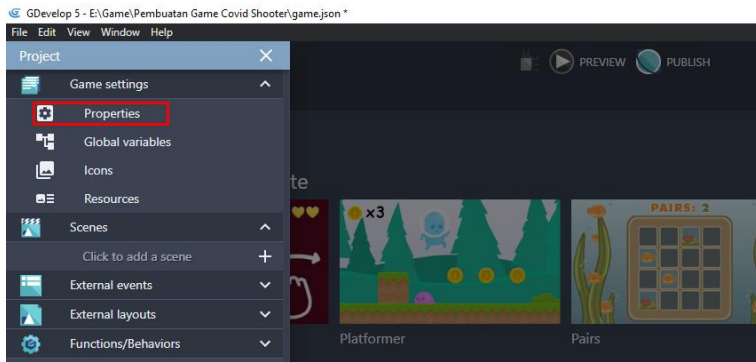 GDevelop 5 - E:\Game\Pembuatan Game Covid Shooter\game.json *
File Edit View Window Help
Project
PREVIEW
PUBLISH
Game settings
Properties
Global variables
Icons
Resources
Scenes
Click to add a scene
External events
External layouts
Functions/Behaviors
te
x3
PAIRS: 2
Platformer
Pairs